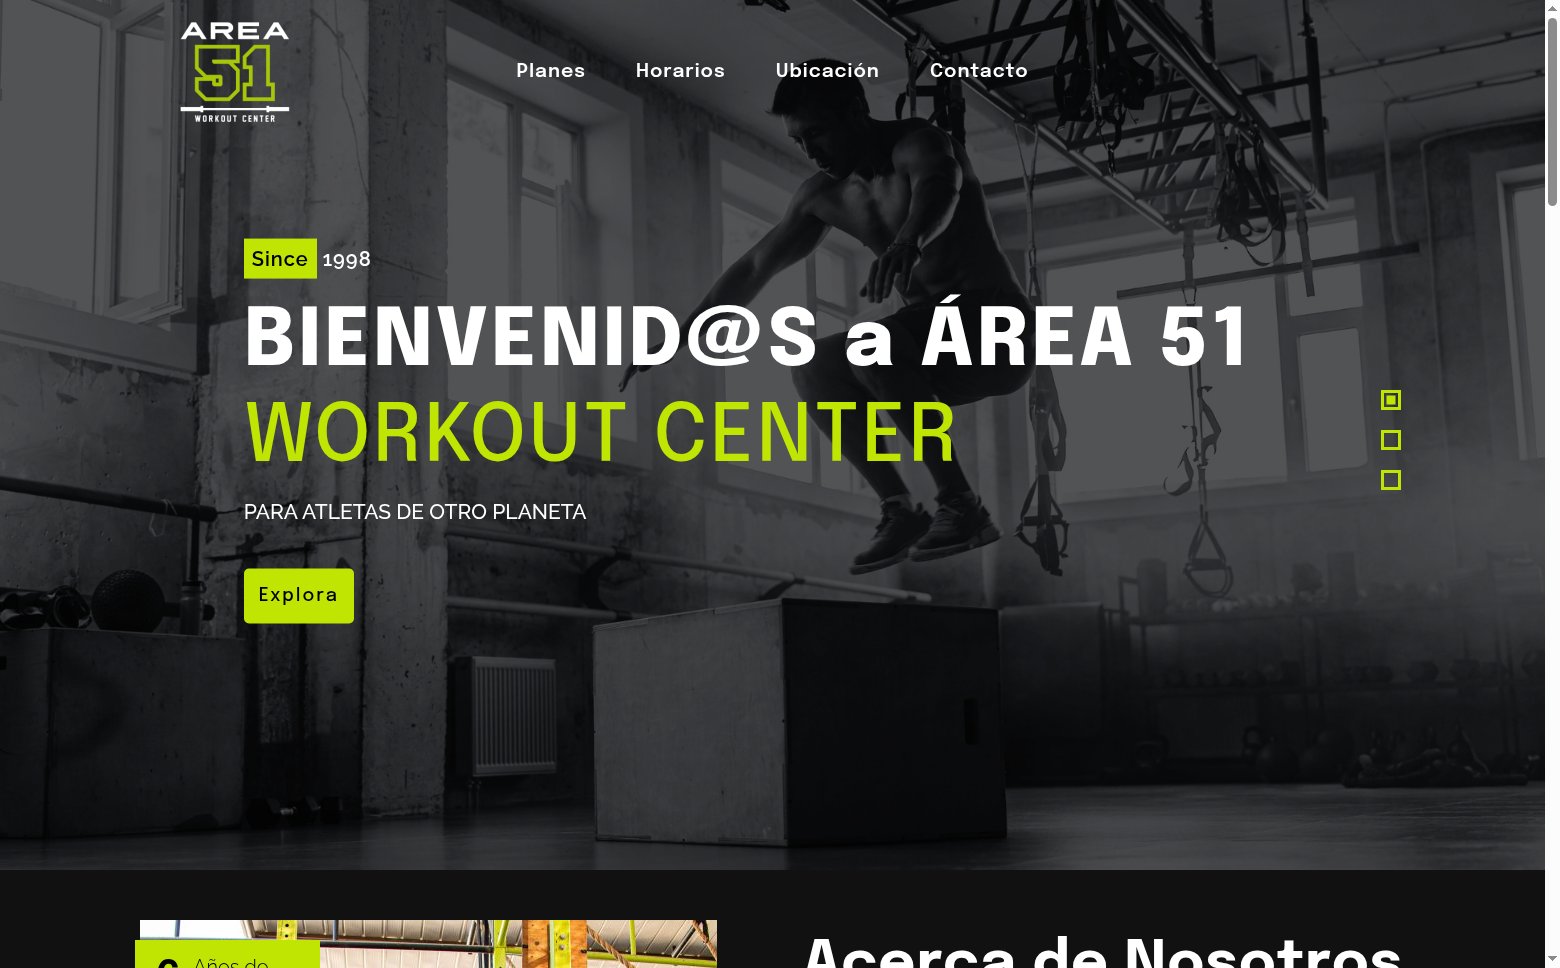 AREA
51
WORKOUT CENTER
Planes Horarios Ubicación Contacto
Since 1998
BIENVENID@S a ÁREA 51
WORKOUT CENTER
PARA ATLETAS DE OTRO PLANETA
Explora
Años de
Acerca de Nosotros